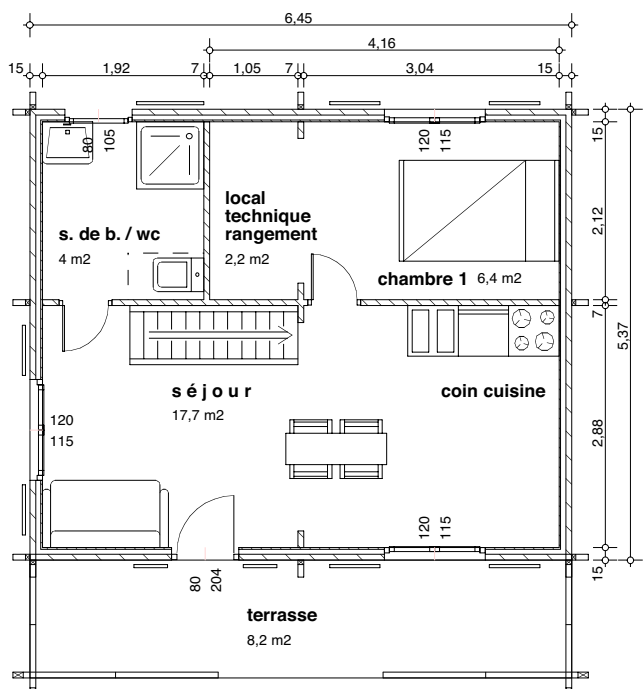 6,45
4,16
15
1,92
7
1,05
7
3,04
15
80
105
120
115
15
local
technique
rangement
2,2 m2
s. de b. / wc
4 m2
2,12
chambre 1 6,4 m2
7
5,37
séjour
17,7 m2
coin cuisine
120
115
2,88
120
115
80
204
15
terrasse
8,2 m2